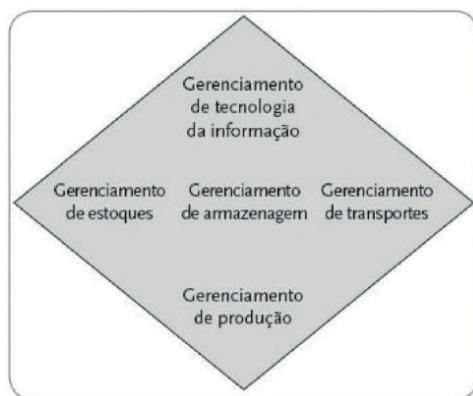 Gerenciamento
de tecnologia
da informação
Gerenciamento
de estoques
Gerenciamento
de armazenagem
Gerenciamento
de transportes
Gerenciamento
de produção